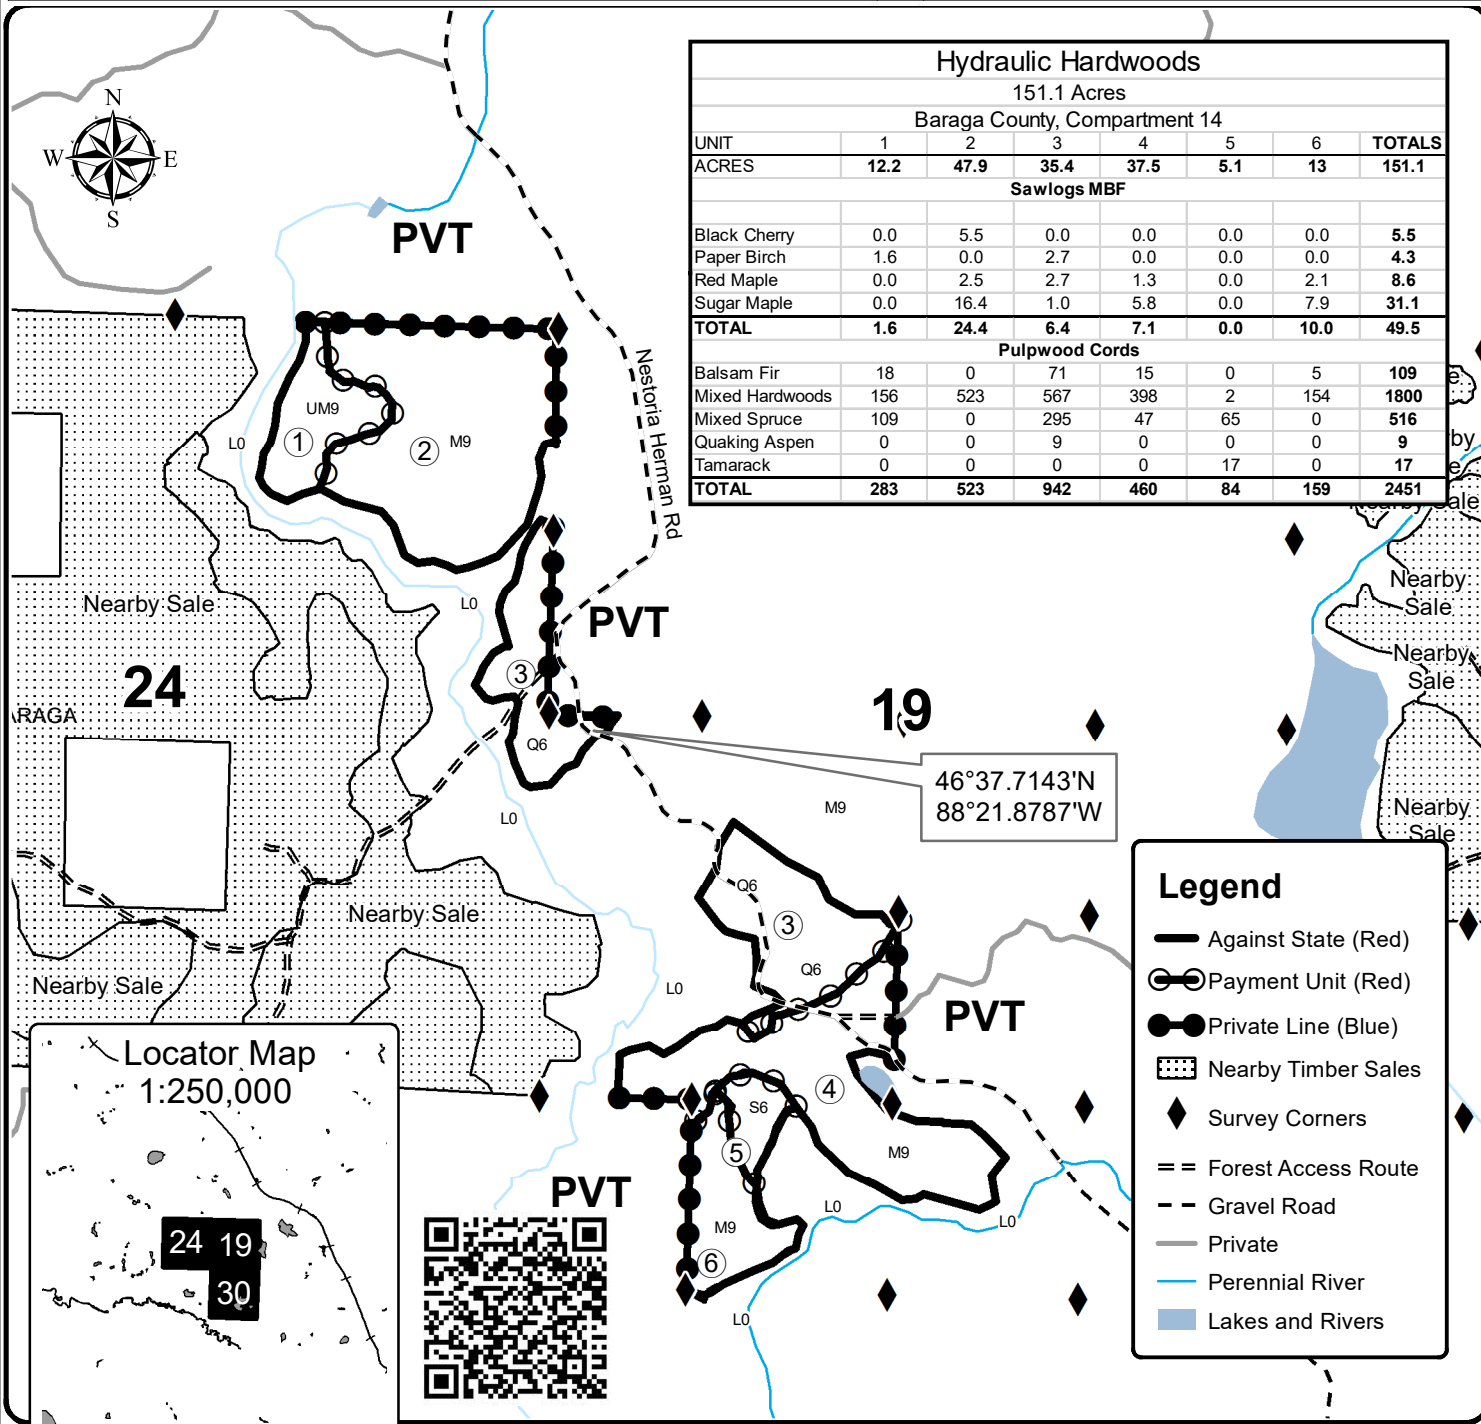 Hydraulic Hardwoods
151.1 Acres
Baraga County, Compartment 14
UNIT 1 2 3 4 5 6 TOTALS
ACRES 12.2 47.9 35.4 37.5 5.1 13 151.1
Sawlogs MBF
Black Cherry 0.0 5.5 0.0 0.0 0.0 0.0 5.5
Paper Birch 1.6 0.0 2.7 0.0 0.0 0.0 4.3
Red Maple 0.0 2.5 2.7 1.3 0.0 2.1 8.6
Sugar Maple 0.0 16.4 1.0 5.8 0.0 7.9 31.1
TOTAL 1.6 24.4 6.4 7.1 0.0 10.0 49.5
Pulpwood Cords
Balsam Fir 18 0 71 15 0 5 109
Mixed Hardwoods 156 523 567 398 2 154 1800
Mixed Spruce 109 0 295 47 65 0 516
Quaking Aspen 0 0 9 0 0 0 9
Tamarack 0 0 0 0 17 0 17
TOTAL 283 523 942 460 84 159 2451
N
W E
S
PVT
Nestoria Herman Rd
UM9
1
2
M9
L0
Nearby Sale
L0
PVT
24
3
19
RAGA
Q6
46°37.7143'N
88°21.8787'W
M9
L0
Nearby
Sale
Nearby
Sale
Nearby
Sale
Q6
3
Q6
Nearby Sale
Nearby Sale
L0
PVT
4
S6
5
M9
PVT
M9
6
L0
L0
L0
Locator Map
1:250,000
24 19
30
Legend
Against State (Red)
Payment Unit (Red)
Private Line (Blue)
Nearby Timber Sales
Survey Corners
Forest Access Route
Gravel Road
Private
Perennial River
Lakes and Rivers